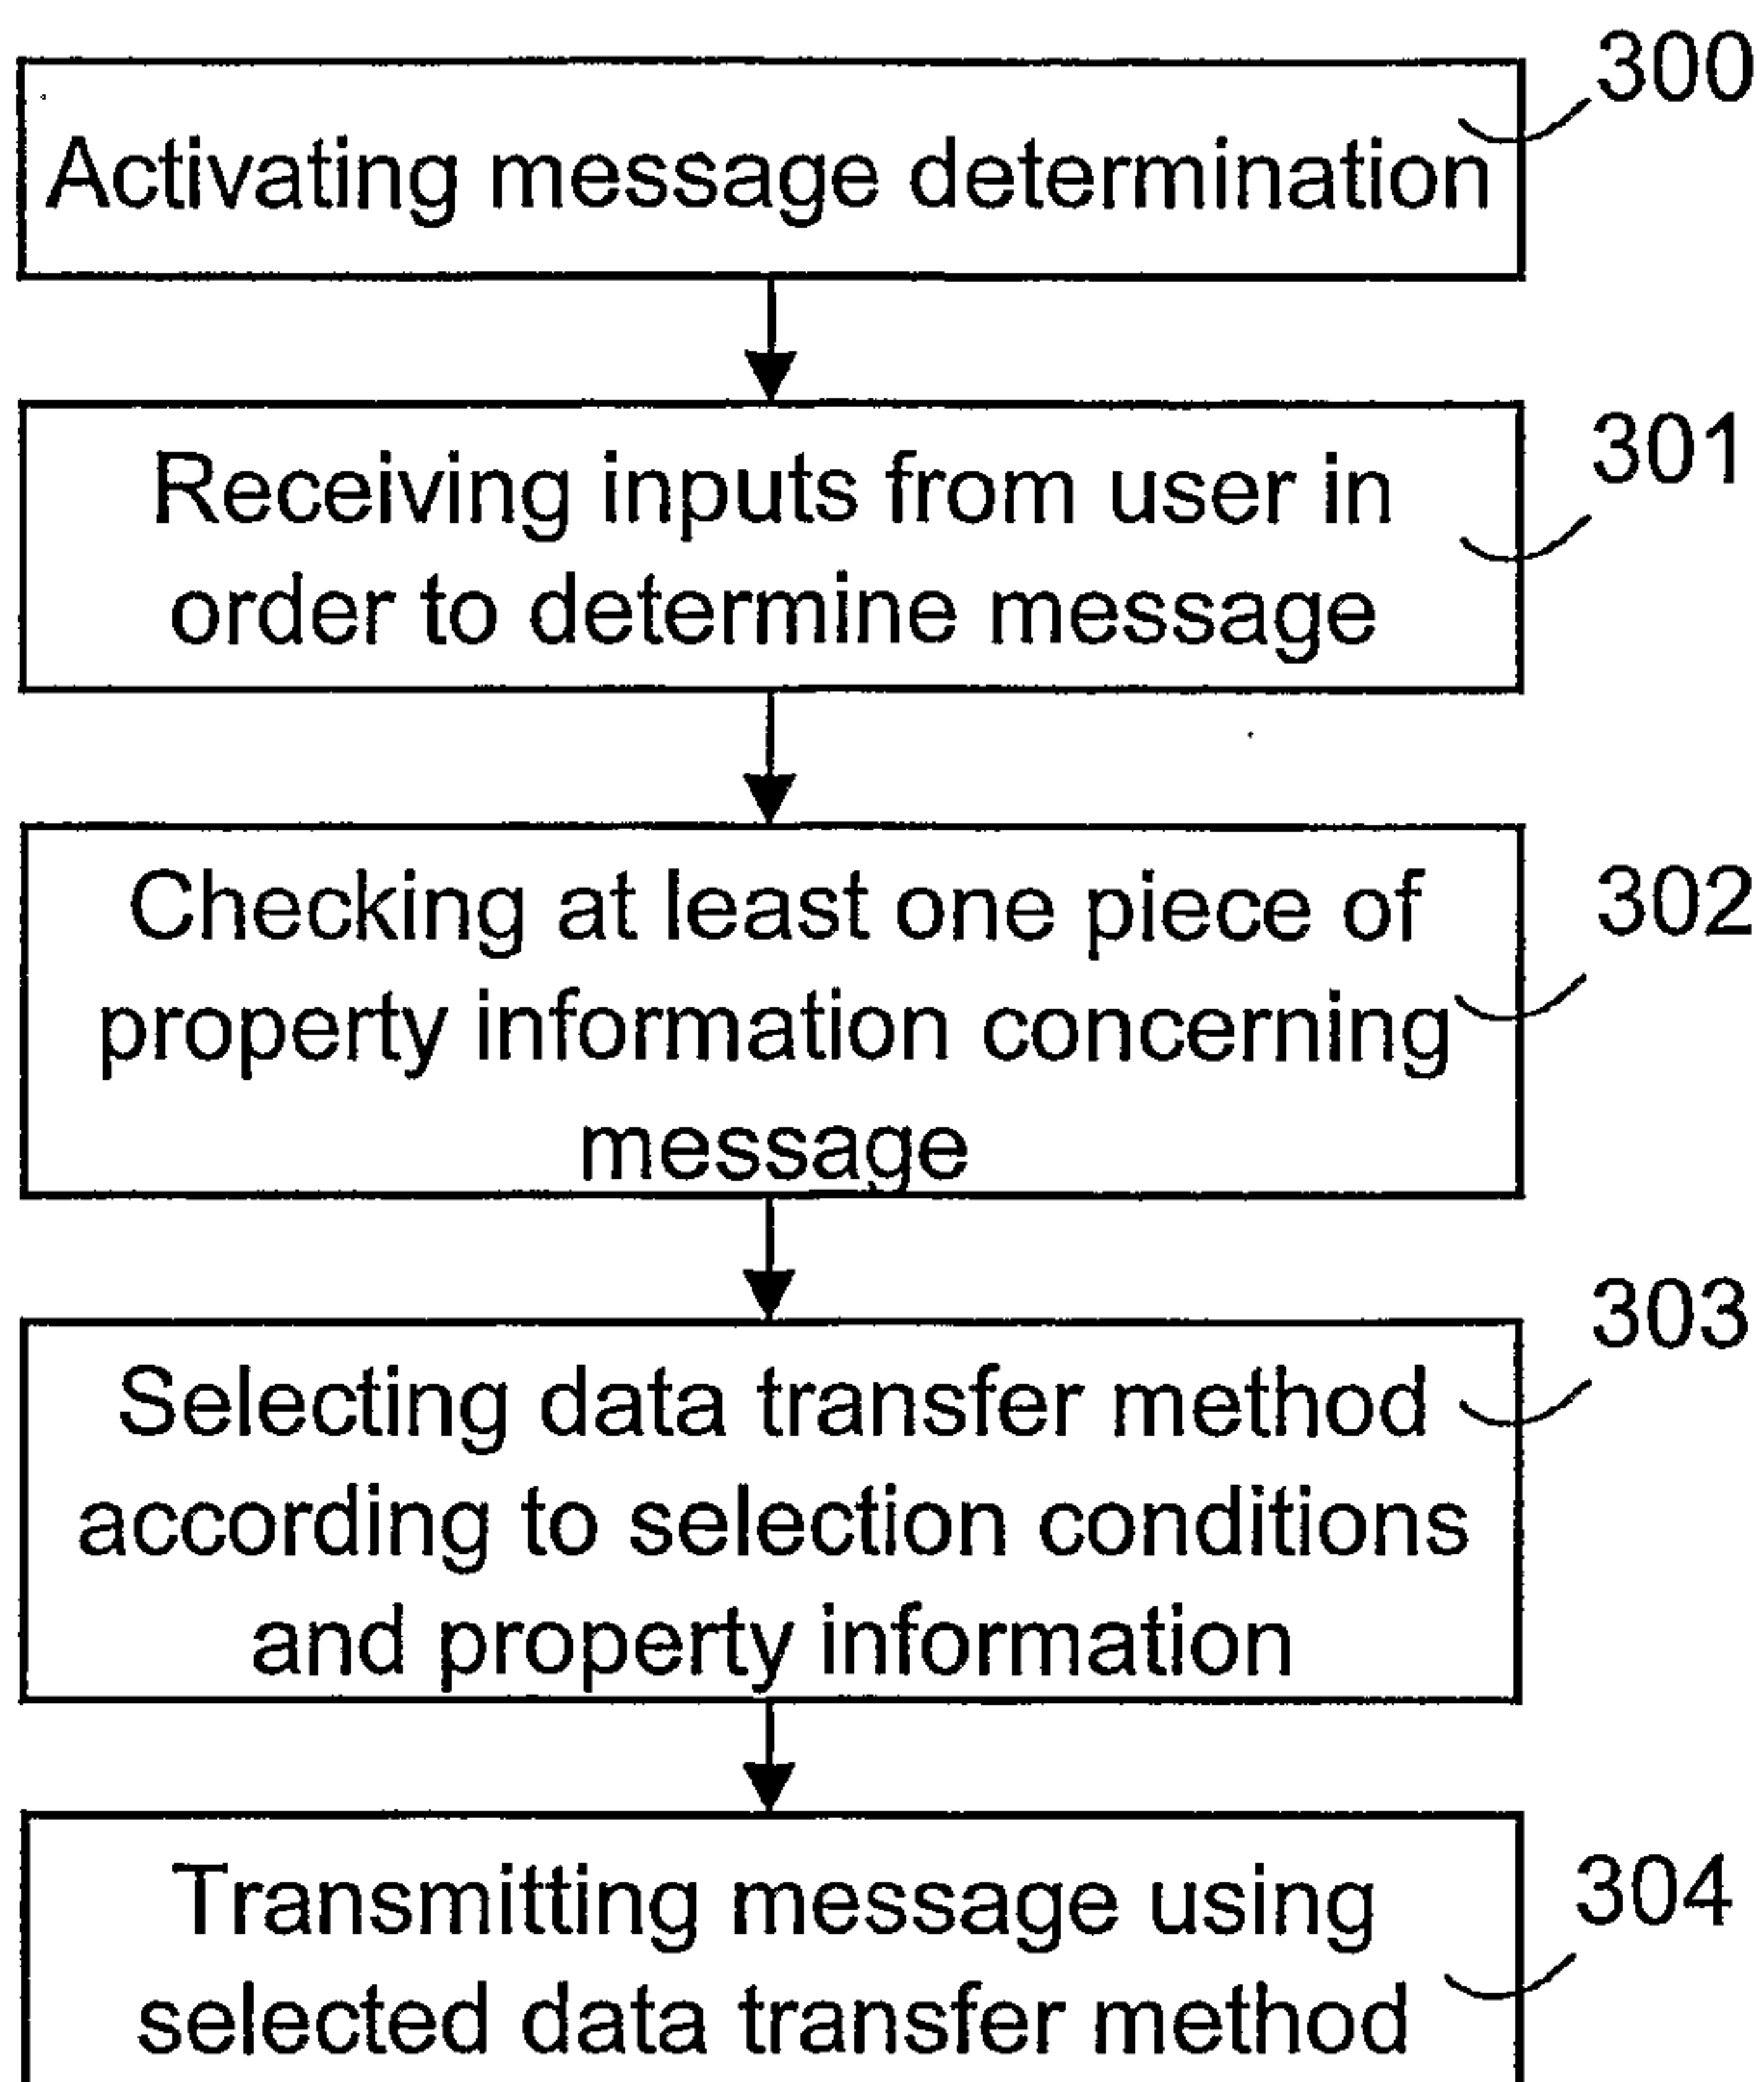 300
Activating message determination
301
Receiving inputs from user in
order to determine message
302
Checking at least one piece of
property information concerning
message
303
Selecting data transfer method
according to selection conditions
and property information
304
Transmitting message using
selected data transfer method